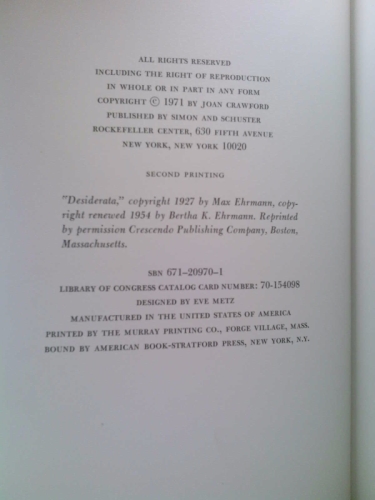 ALL RIGHTS RESERVED
INCLUDING THE RIGHT OF REPRODUCTION
IN WHOLE OR IN PART IN ANY FORM
COPYRIGHT © 1971 BY JOAN CRAWFORD
PUBLISHED BY SIMON AND SCHUSTER
ROCKEFELLER CENTER, 630 FIFTH AVENUE
NEW YORK, NEW YORK 10020
SECOND PRINTING
"Desiderata," copyright 1927 by Max Ehrmann, copy-
right renewed 1954 by Bertha K. Ehrmann. Reprinted
by permission Crescendo Publishing Company, Boston,
Massachusetts.
SBN 671-20970-1
LIBRARY OF CONGRESS CATALOG CARD NUMBER: 70-154098
DESIGNED BY EVE METZ
MANUFACTURED IN THE UNITED STATES OF AMERICA
PRINTED BY THE MURRAY PRINTING CO., FORGE VILLAGE, MASS.
BOUND BY AMERICAN BOOK-STRATFORD PRESS, NEW YORK, N.Y.